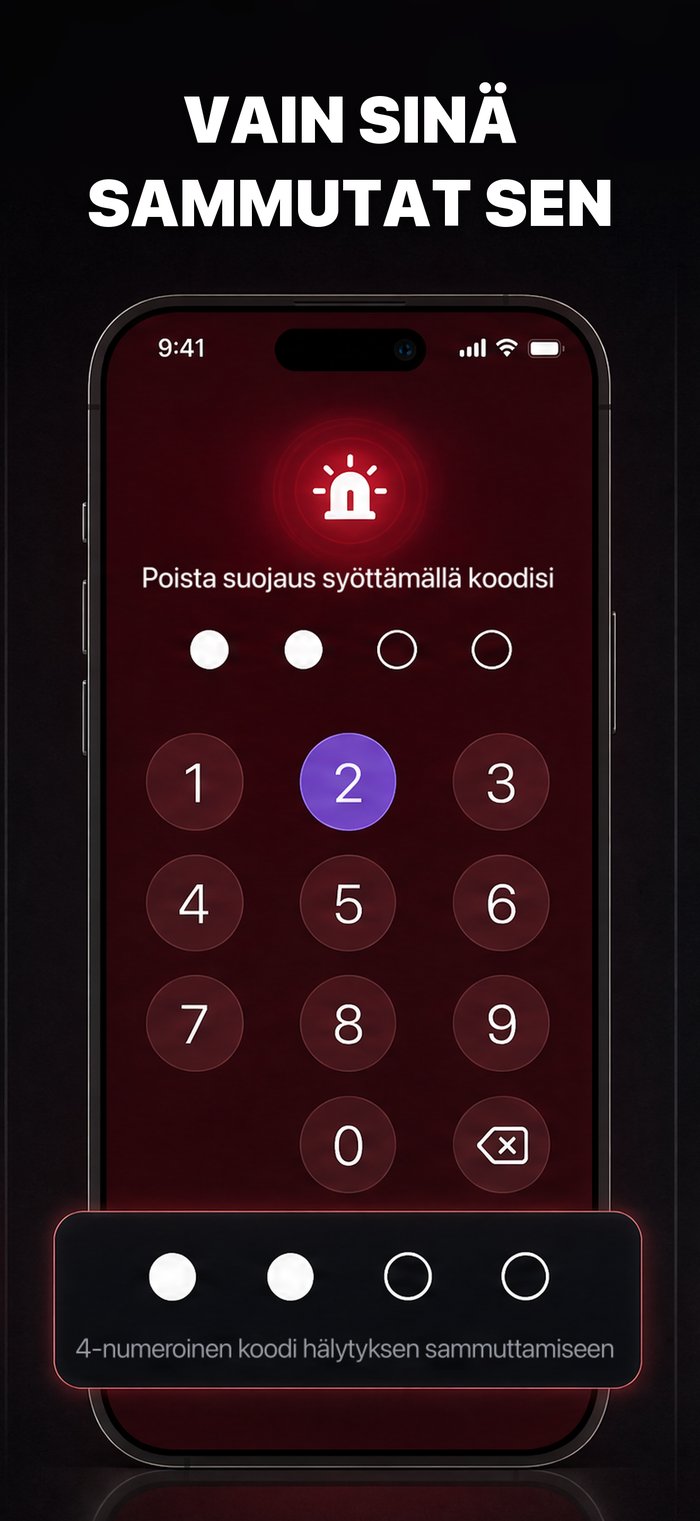 VAIN SINÄ
SAMMUTAT SEN
9:41
Poista suojaus syöttämällä koodisi
1 2 3
4 5 6
7 8 9
0
4-numeroinen koodi hälytyksen sammuttamiseen